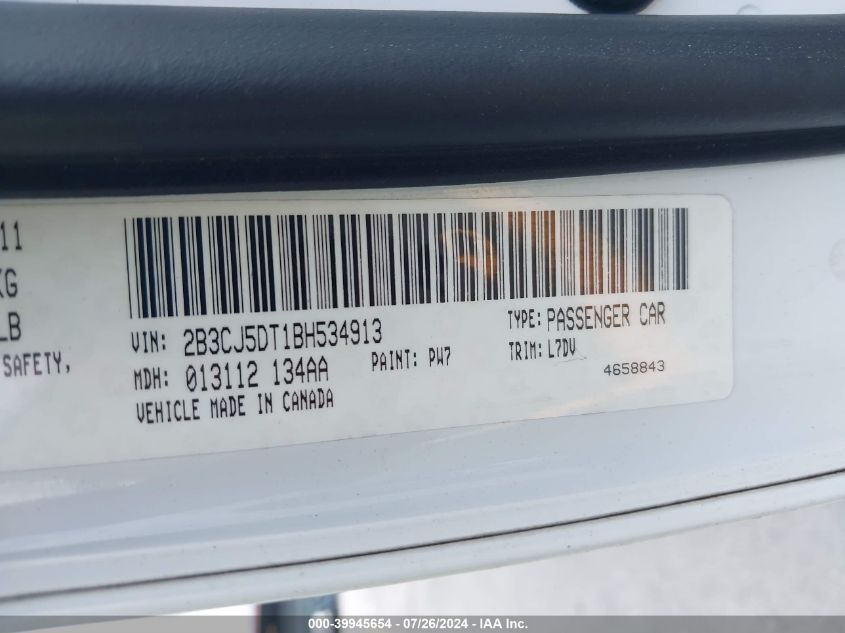 11
KG
LB
SAFETY,
VIN: 2B3CJ5DT1BH534913
TYPE: PASSENGER CAR
MDH: 013112 134AA
PAINT: PW7
TRIM: L7DV
4658843
VEHICLE MADE IN CANADA
000-39945654 - 07/26/2024 - IAA Inc.